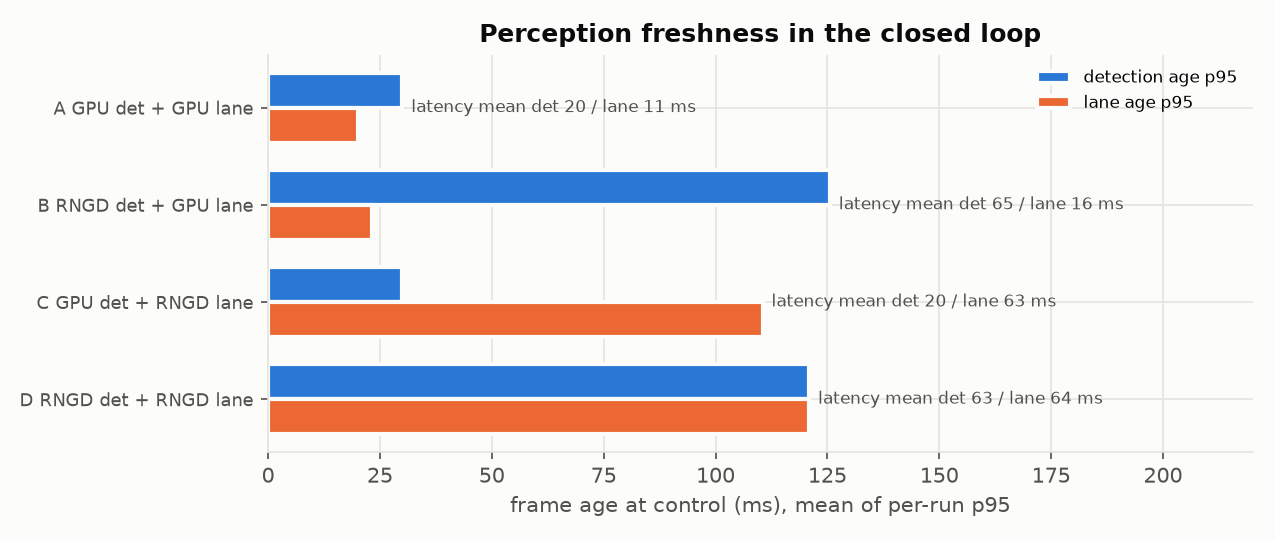 Perception freshness in the closed loop
detection age p95
lane age p95
A GPU det + GPU lane
latency mean det 20 / lane 11 ms
B RNGD det + GPU lane
latency mean det 65 / lane 16 ms
C GPU det + RNGD lane
latency mean det 20 / lane 63 ms
D RNGD det + RNGD lane
latency mean det 63 / lane 64 ms
0 25 50 75 100 125 150 175 200
frame age at control (ms), mean of per-run p95